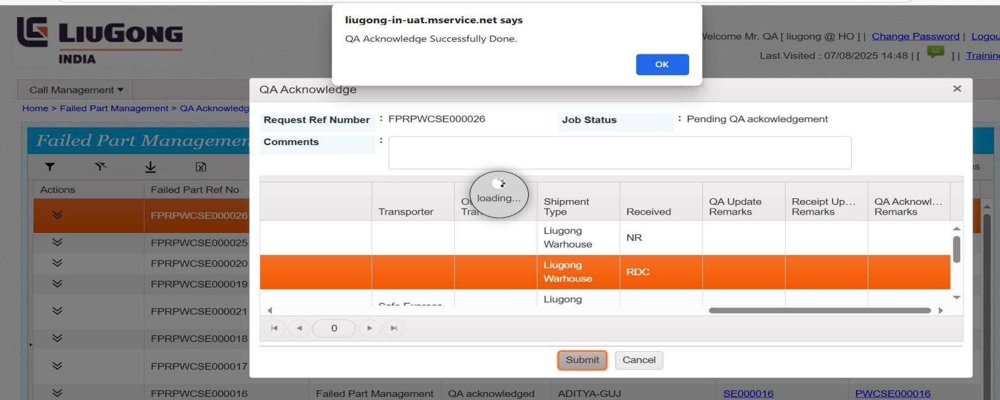 liugong-in-uat.mservice.net says
QA Acknowledge Successfully Done.
OK
LIUGONG
INDIA
Welcome Mr. QA [ liugong @ HO ] | Change Password | Logou
Last Visited : 07/08/2025 14:48 | [ ] | Training
Call Management
Home > Failed Part Management > QA Acknowledg
Failed Part Managemen
QA Acknowledge
Request Ref Number : FPRPWCSE000026 Job Status : Pending QA ackowledgement
Comments :
Actions Failed Part Ref No
Transporter Shipment Type Received QA Update Remarks Receipt Up... Remarks QA Acknowl... Remarks
loading...
Liugong Warhouse NR
Liugong Warhouse RDC
Liugong
0
Submit Cancel
FPRPWCSE000026
FPRPWCSE000025
FPRPWCSE000020
FPRPWCSE000019
FPRPWCSE000021
FPRPWCSE000018
FPRPWCSE000017
FPRPWCSE000016 Failed Part Management QA acknowledged ADITYA-GUJ SE000016 PWCSE000016